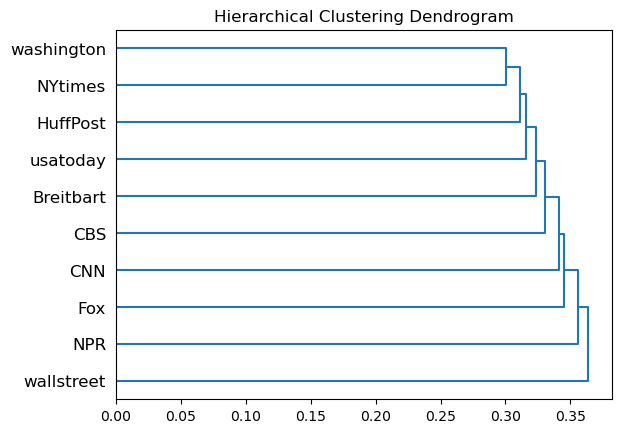 Hierarchical Clustering Dendrogram
washington
NYtimes
HuffPost
usatoday
Breitbart
CBS
CNN
Fox
NPR
wallstreet
0.00 0.05 0.10 0.15 0.20 0.25 0.30 0.35